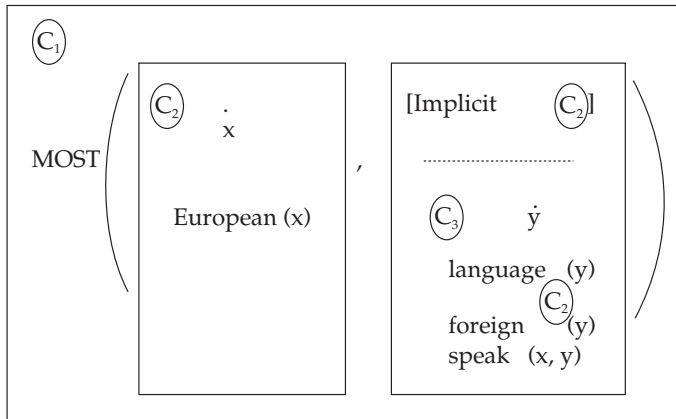 C₁
C₂ ẋ [Implicit C₂]
MOST ,
C₃ ẏ
European (x)
language (y)
foreign C₂ (y)
speak (x, y)